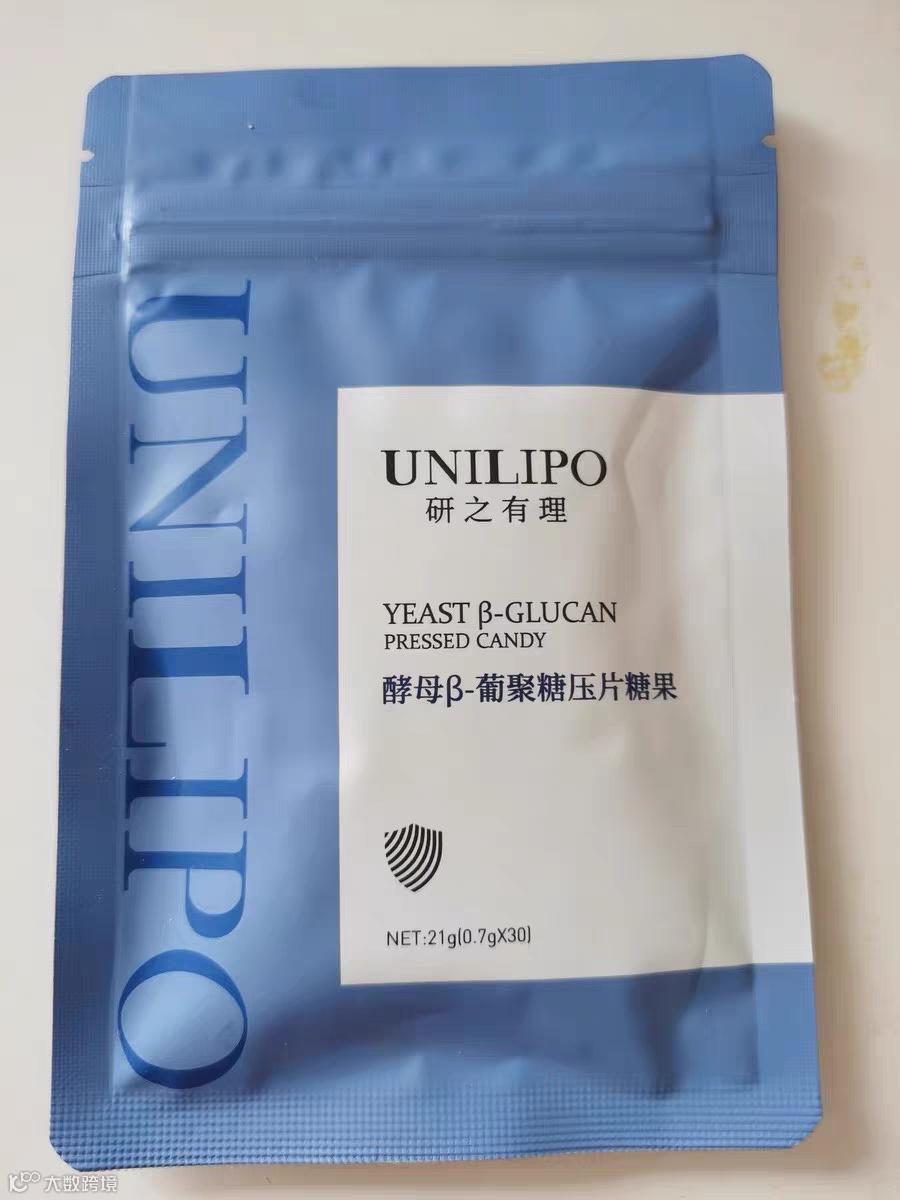 UNILIPO
UNILIPO
研之有理
YEAST β-GLUCAN
PRESSED CANDY
酵母β-葡聚糖压片糖果
NET:21g(0.7gX30)
大数跨境